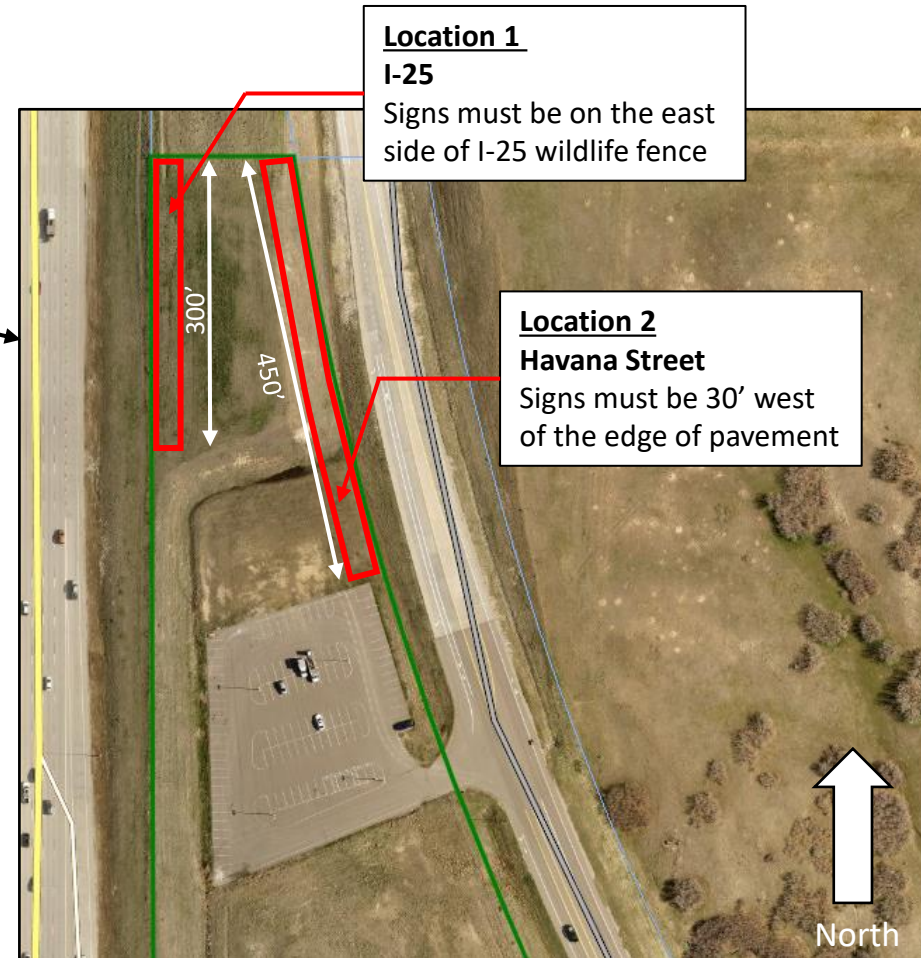 Location 1
I-25
Signs must be on the east
side of I-25 wildlife fence
300’
450’
Location 2
Havana Street
Signs must be 30’ west
of the edge of pavement
North